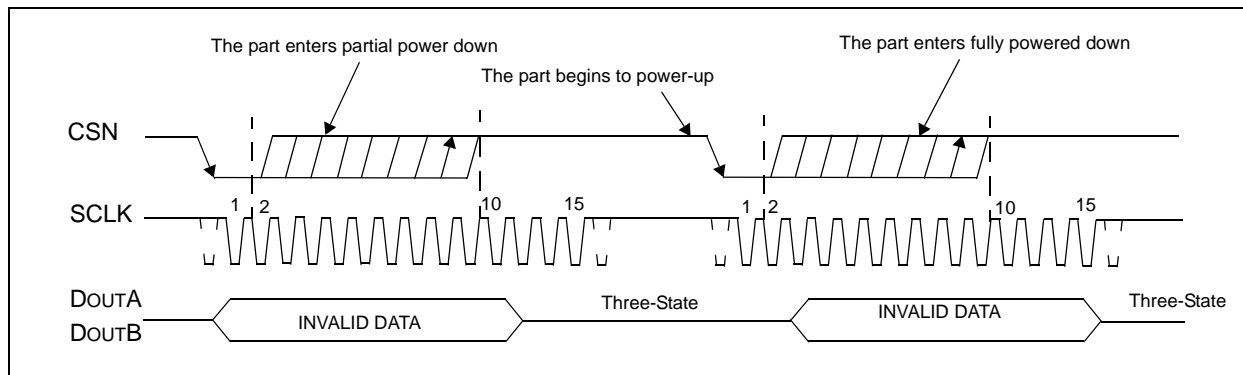 The part enters partial power down
The part begins to power-up
The part enters fully powered down
CSN
SCLK
1 2 10 15 1 2 10 15
DOUTA
DOUTB
INVALID DATA
Three-State
INVALID DATA
Three-State